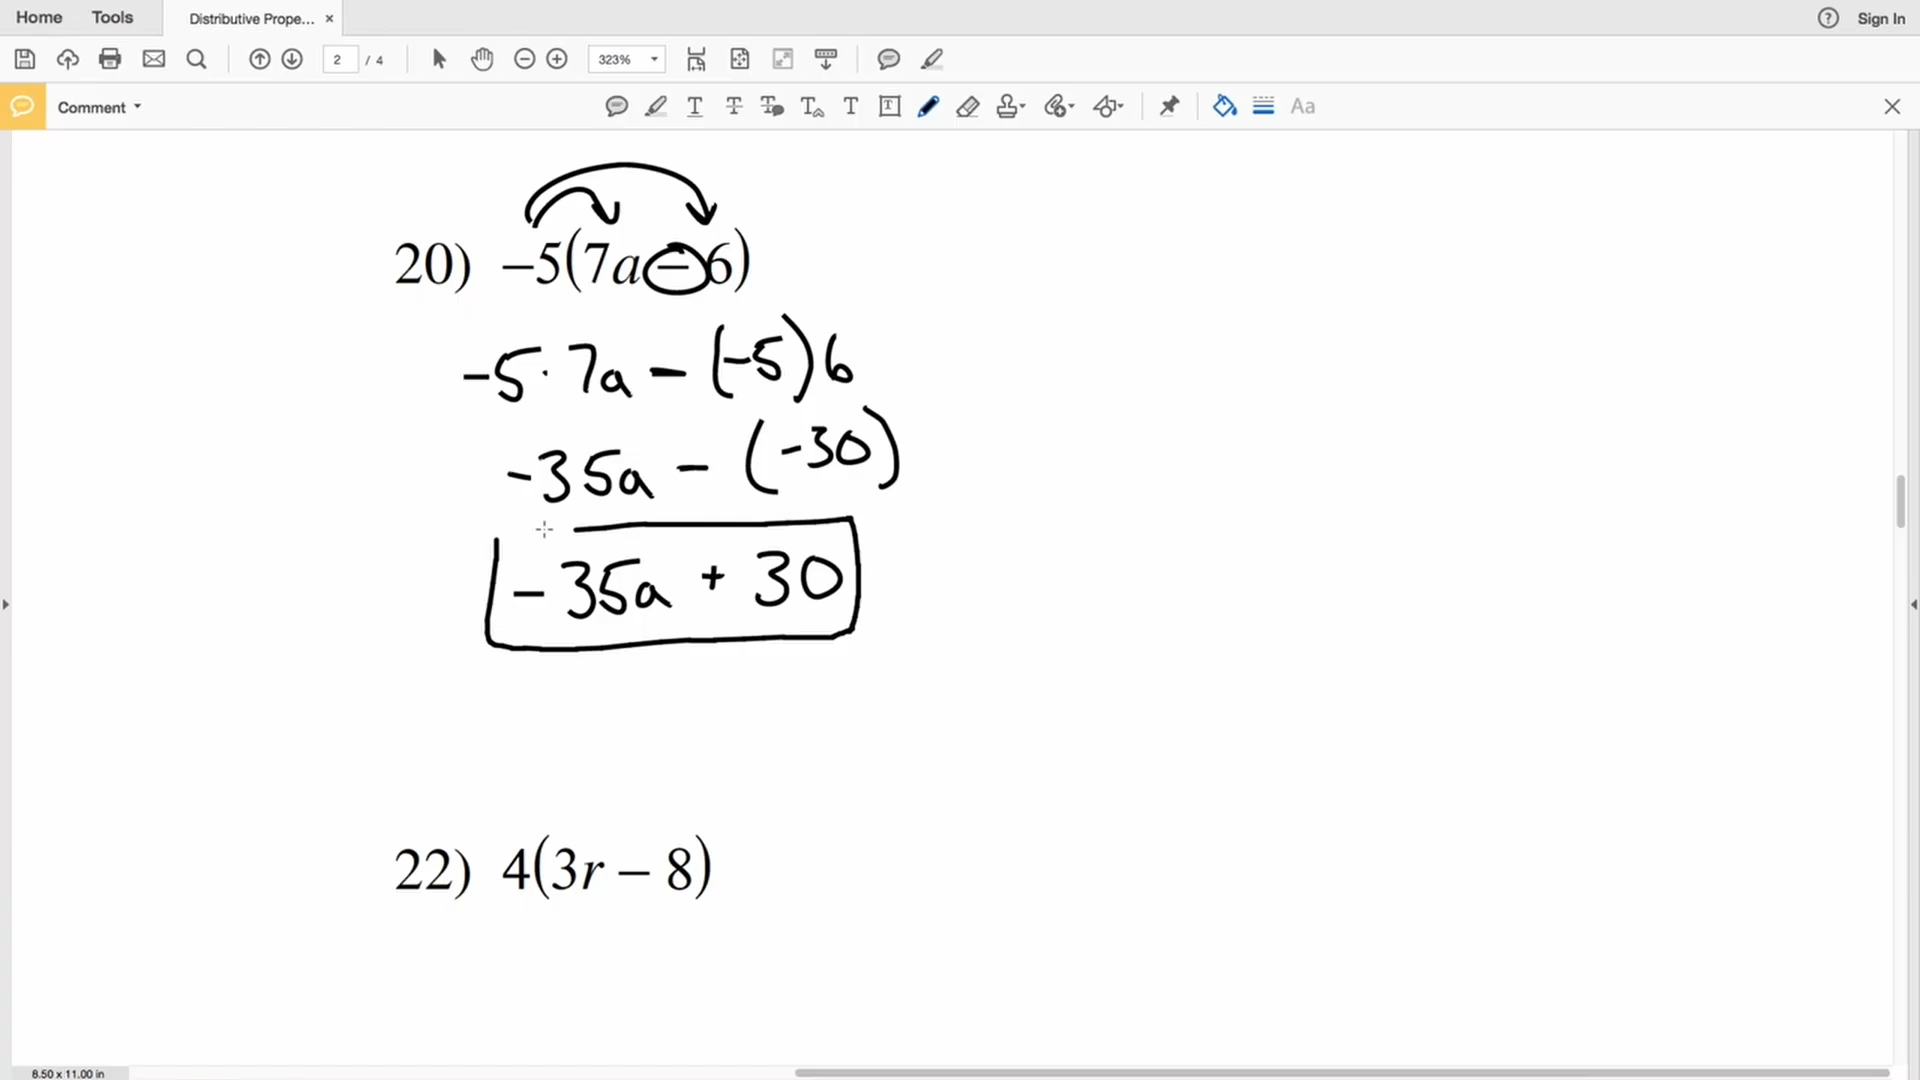 Home Tools Distributive Prope... × Sign In
2 / 4 323%
Comment Aa
20) −5(7a − 6)
-5 · 7a - (-5)6
-35a - (-30)
-35a + 30
22) 4(3r − 8)
8.50 x 11.00 in